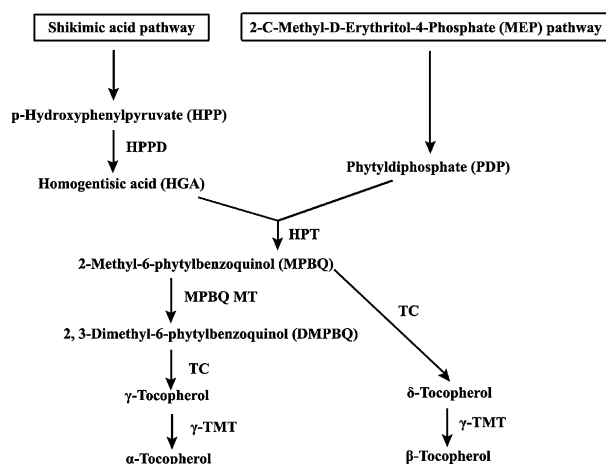 Shikimic acid pathway
2-C-Methyl-D-Erythritol-4-Phosphate (MEP) pathway
p-Hydroxyphenylpyruvate (HPP)
HPPD
Phytyldiphosphate (PDP)
Homogentisic acid (HGA)
HPT
2-Methyl-6-phytylbenzoquinol (MPBQ)
MPBQ MT
TC
2, 3-Dimethyl-6-phytylbenzoquinol (DMPBQ)
TC
γ-Tocopherol
δ-Tocopherol
γ-TMT
γ-TMT
α-Tocopherol
β-Tocopherol